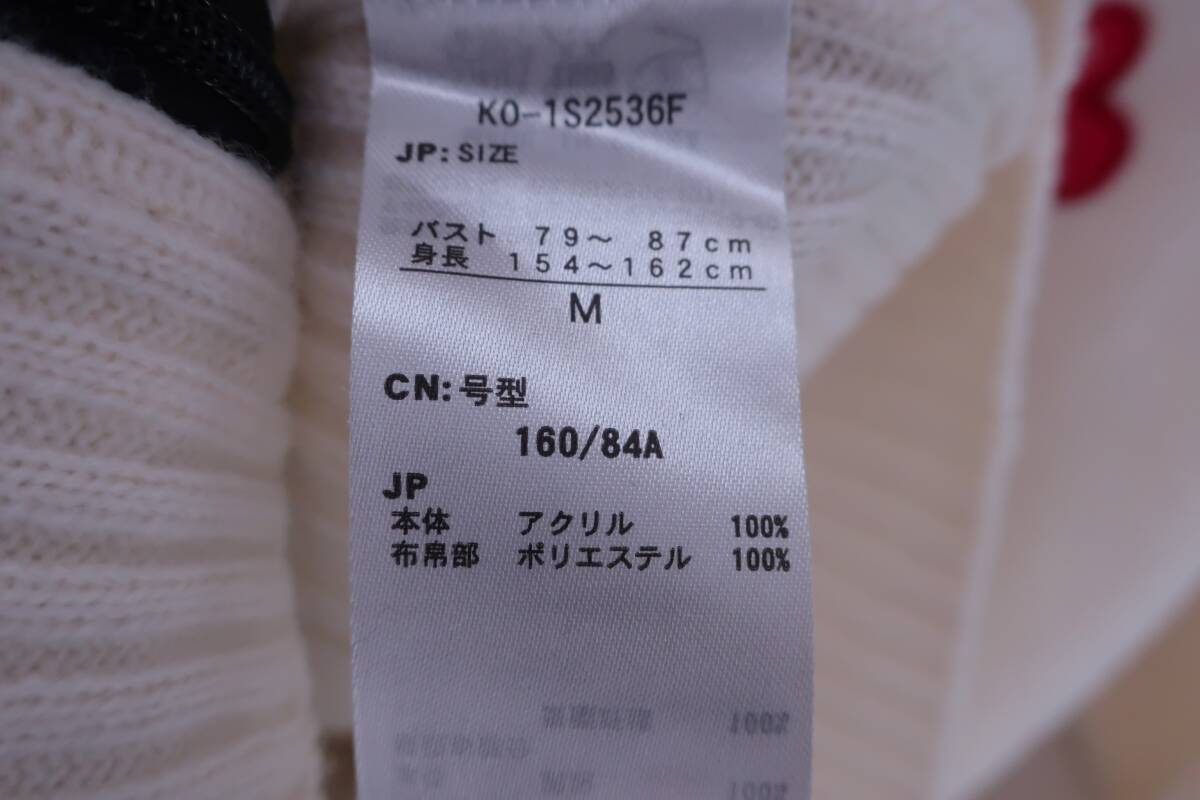 KO-1S2536F
JP: SIZE
バスト 79～ 87cm
身長 154～162cm
M
CN:号型
160/84A
JP
本体 アクリル 100%
布帛部 ポリエステル 100%